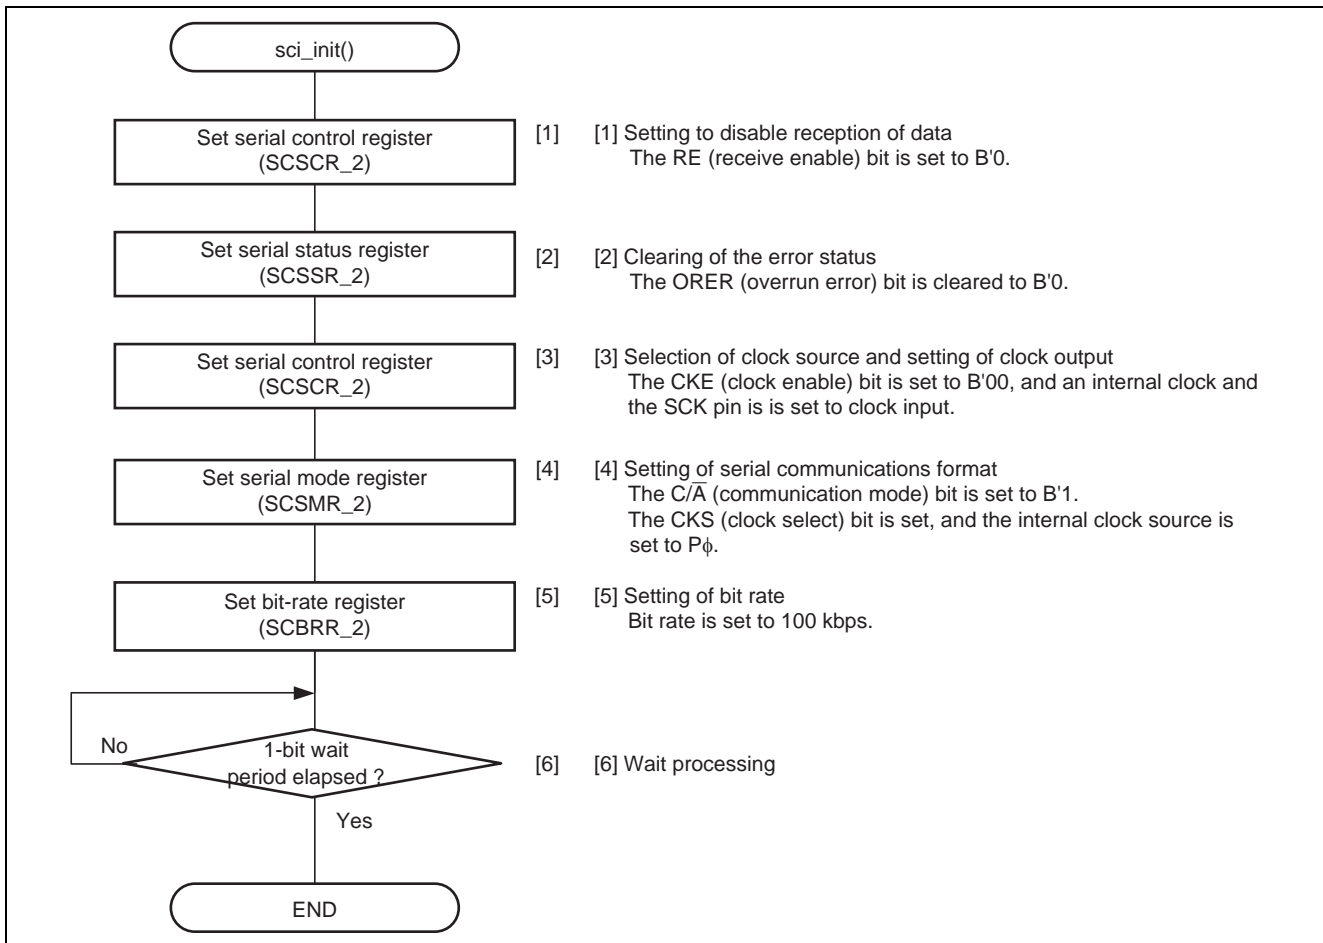 sci_init()
Set serial control register
(SCSCR_2)
[1] [1] Setting to disable reception of data
The RE (receive enable) bit is set to B'0.
Set serial status register
(SCSSR_2)
[2] [2] Clearing of the error status
The ORER (overrun error) bit is cleared to B'0.
Set serial control register
(SCSCR_2)
[3] [3] Selection of clock source and setting of clock output
The CKE (clock enable) bit is set to B'00, and an internal clock and
the SCK pin is is set to clock input.
Set serial mode register
(SCSMR_2)
[4] [4] Setting of serial communications format
The C/A̅ (communication mode) bit is set to B'1.
The CKS (clock select) bit is set, and the internal clock source is
set to Pϕ.
Set bit-rate register
(SCBRR_2)
[5] [5] Setting of bit rate
Bit rate is set to 100 kbps.
No
1-bit wait
period elapsed ?
[6] [6] Wait processing
Yes
END